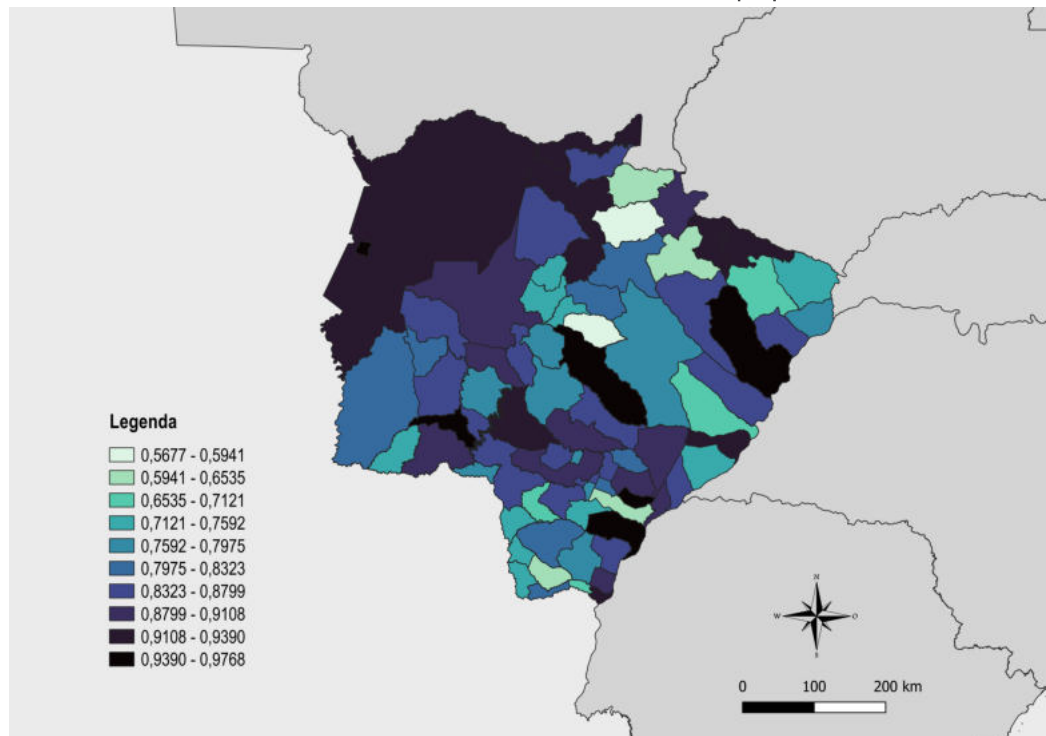 Legenda
0,5677 - 0,5941
0,5941 - 0,6535
0,6535 - 0,7121
0,7121 - 0,7592
0,7592 - 0,7975
0,7975 - 0,8323
0,8323 - 0,8799
0,8799 - 0,9108
0,9108 - 0,9390
0,9390 - 0,9768
N
W
O
S
0 100 200 km